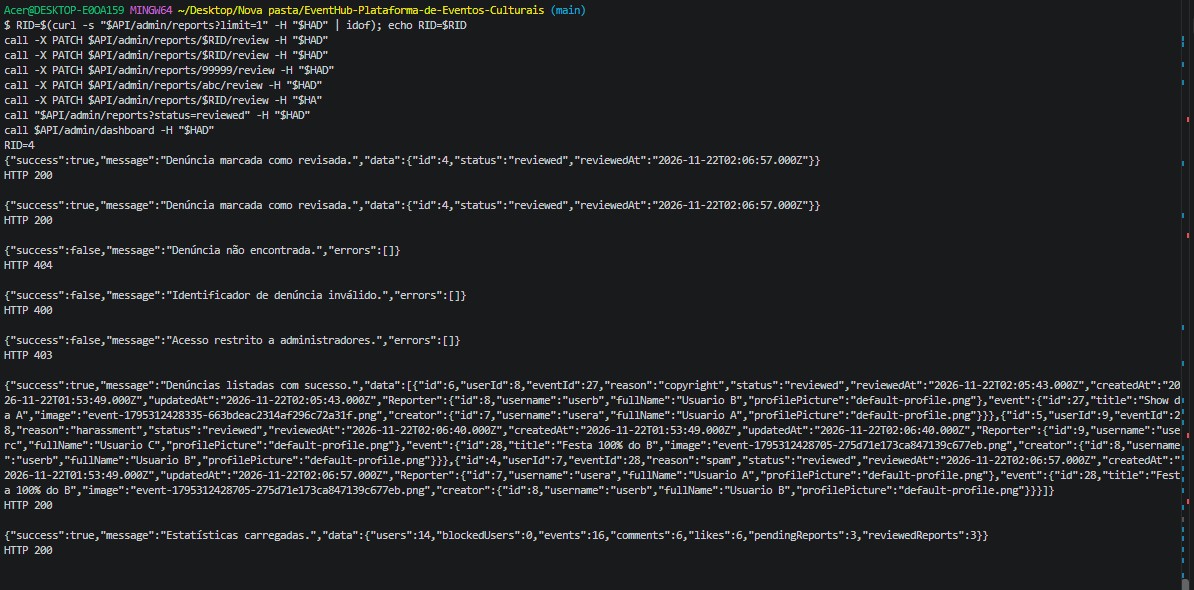 Acer@DESKTOP-E0OA159 MINGW64 ~/Desktop/Nova pasta/EventHub-Plataforma-de-Eventos-Culturais (main)
$ RID=$(curl -s "$API/admin/reports?limit=1" -H "$HAD" | idof); echo RID=$RID
call -X PATCH $API/admin/reports/$RID/review -H "$HAD"
call -X PATCH $API/admin/reports/$RID/review -H "$HAD"
call -X PATCH $API/admin/reports/99999/review -H "$HAD"
call -X PATCH $API/admin/reports/abc/review -H "$HAD"
call -X PATCH $API/admin/reports/$RID/review -H "$HA"
call "$API/admin/reports?status=reviewed" -H "$HAD"
call $API/admin/dashboard -H "$HAD"
RID=4
{"success":true,"message":"Denúncia marcada como revisada.","data":{"id":4,"status":"reviewed","reviewedAt":"2026-11-22T02:06:57.000Z"}}
HTTP 200
{"success":true,"message":"Denúncia marcada como revisada.","data":{"id":4,"status":"reviewed","reviewedAt":"2026-11-22T02:06:57.000Z"}}
HTTP 200
{"success":false,"message":"Denúncia não encontrada.","errors":[]}
HTTP 404
{"success":false,"message":"Identificador de denúncia inválido.","errors":[]}
HTTP 400
{"success":false,"message":"Acesso restrito a administradores.","errors":[]}
HTTP 403
{"success":true,"message":"Denúncias listadas com sucesso.","data":[{"id":6,"userId":8,"eventId":27,"reason":"copyright","status":"reviewed","reviewedAt":"2026-11-22T02:05:43.000Z","createdAt":"20
26-11-22T01:53:49.000Z","updatedAt":"2026-11-22T02:05:43.000Z","Reporter":{"id":8,"username":"userb","fullName":"Usuario B","profilePicture":"default-profile.png"},"event":{"id":27,"title":"Show d
a A","image":"event-1795312428335-663bdeac2314af296c72a31f.png","creator":{"id":7,"username":"usera","fullName":"Usuario A","profilePicture":"default-profile.png"}}},{"id":5,"userId":9,"eventId":2
8,"reason":"harassment","status":"reviewed","reviewedAt":"2026-11-22T02:06:40.000Z","createdAt":"2026-11-22T01:53:49.000Z","updatedAt":"2026-11-22T02:06:40.000Z","Reporter":{"id":9,"username":"use
rc","fullName":"Usuario C","profilePicture":"default-profile.png"},"event":{"id":28,"title":"Festa 100% do B","image":"event-1795312428705-275d71e173ca847139c677eb.png","creator":{"id":8,"username
":"userb","fullName":"Usuario B","profilePicture":"default-profile.png"}}},{"id":4,"userId":7,"eventId":28,"reason":"spam","status":"reviewed","reviewedAt":"2026-11-22T02:06:57.000Z","createdAt":"
2026-11-22T01:53:49.000Z","updatedAt":"2026-11-22T02:06:57.000Z","Reporter":{"id":7,"username":"usera","fullName":"Usuario A","profilePicture":"default-profile.png"},"event":{"id":28,"title":"Fest
a 100% do B","image":"event-1795312428705-275d71e173ca847139c677eb.png","creator":{"id":8,"username":"userb","fullName":"Usuario B","profilePicture":"default-profile.png"}}}]}
HTTP 200
{"success":true,"message":"Estatísticas carregadas.","data":{"users":14,"blockedUsers":0,"events":16,"comments":6,"likes":6,"pendingReports":3,"reviewedReports":3}}
HTTP 200